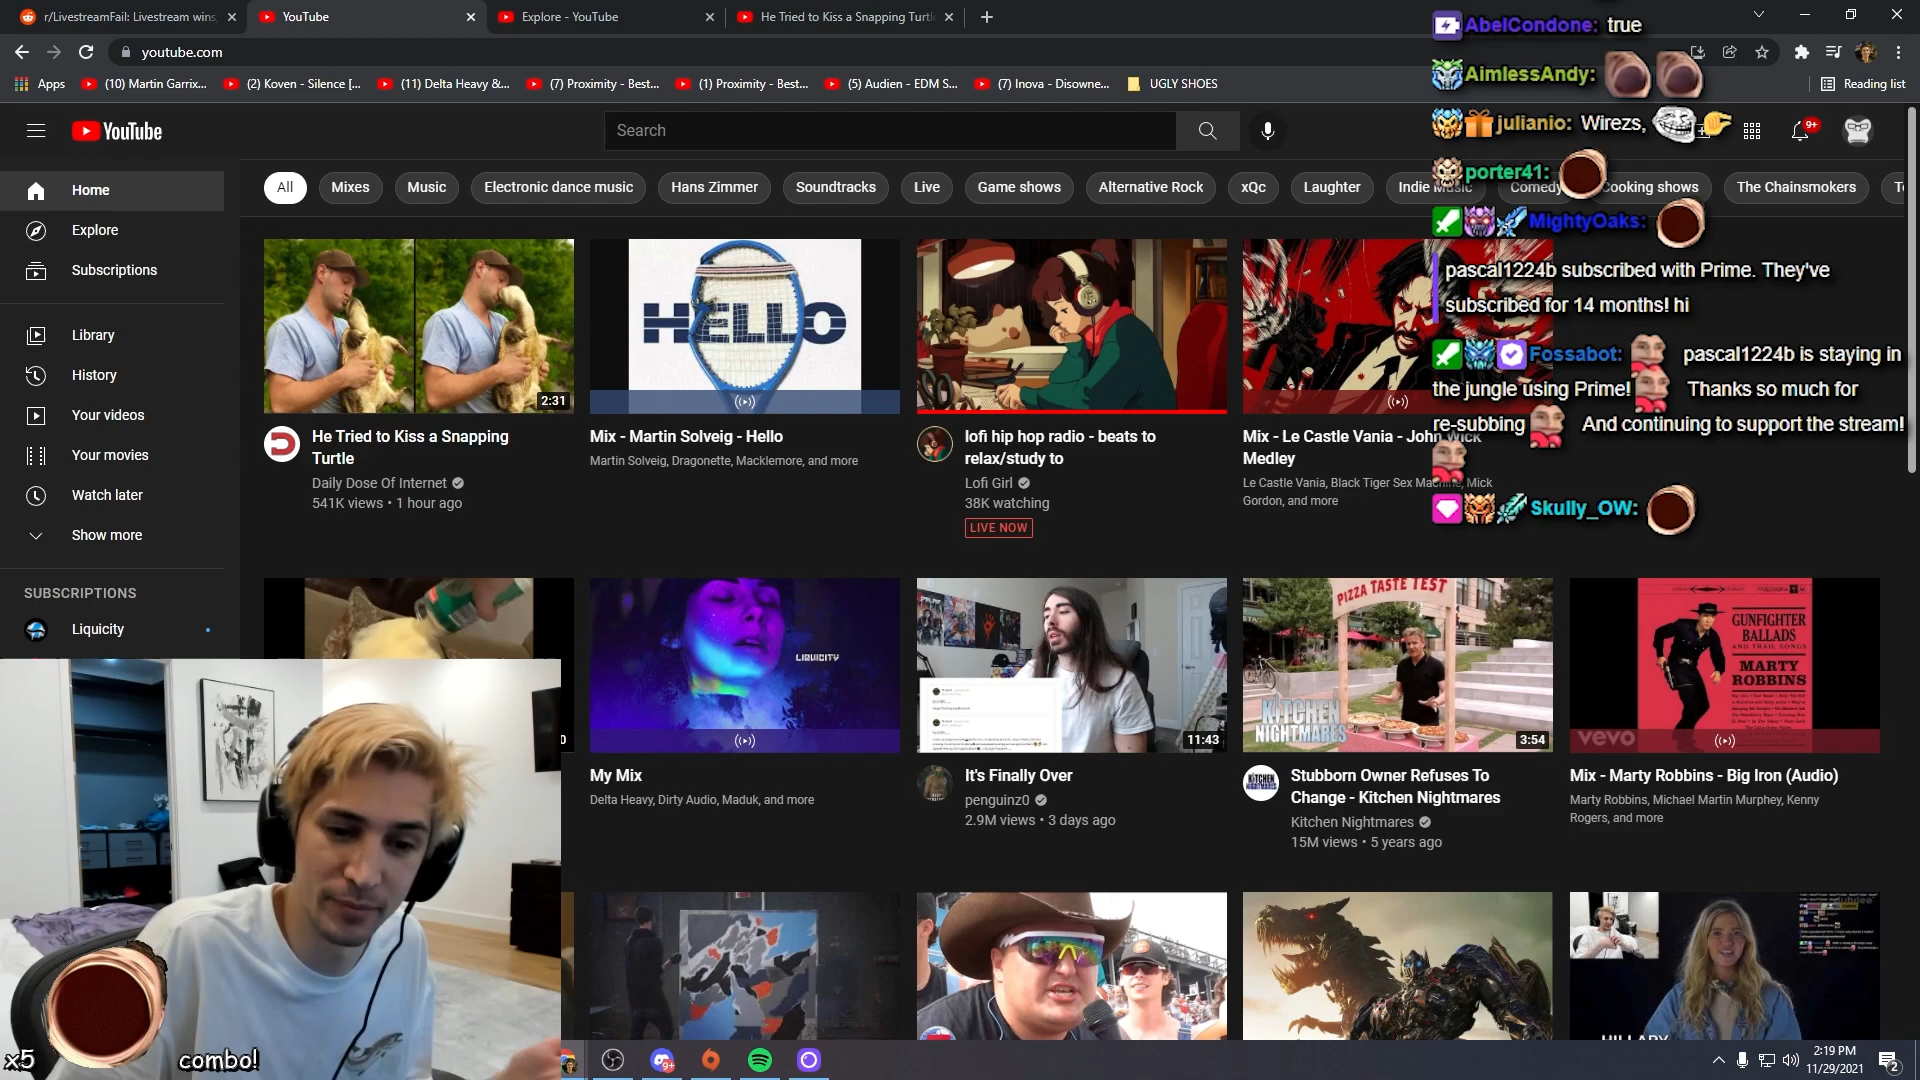 r/LivestreamFail: Livestream wins,
YouTube
Explore - YouTube
He Tried to Kiss a Snapping Turtl
youtube.com
Apps
(10) Martin Garrix...
(2) Koven - Silence [...
(11) Delta Heavy &...
(7) Proximity - Best...
(1) Proximity - Best...
(5) Audien - EDM S...
(7) Inova - Disowne...
UGLY SHOES
Reading list
YouTube
Search
9+
Home
Explore
Subscriptions
Library
History
Your videos
Your movies
Watch later
Show more
SUBSCRIPTIONS
Liquicity
All
Mixes
Music
Electronic dance music
Hans Zimmer
Soundtracks
Live
Game shows
Alternative Rock
xQc
Laughter
Indie Music
Comedy
Cooking shows
The Chainsmokers
AbelCondone: true
AimlessAndy:
julianio: Wirezs,
porter41:
MightyOaks:
pascal1224b subscribed with Prime. They've
subscribed for 14 months! hi
Fossabot: pascal1224b is staying in
the jungle using Prime! Thanks so much for
re-subbing And continuing to support the stream!
Skully_OW:
2:31
He Tried to Kiss a Snapping
Turtle
Daily Dose Of Internet
541K views • 1 hour ago
HELLO
Mix - Martin Solveig - Hello
Martin Solveig, Dragonette, Macklemore, and more
lofi hip hop radio - beats to
relax/study to
Lofi Girl
38K watching
LIVE NOW
Mix - Le Castle Vania - John Wick
Medley
Le Castle Vania, Black Tiger Sex Machine, Mick
Gordon, and more
LIQUICITY
My Mix
Delta Heavy, Dirty Audio, Maduk, and more
11:43
It's Finally Over
penguinz0
2.9M views • 3 days ago
PIZZA TASTE TEST
KITCHEN
NIGHTMARES
3:54
KITCHEN
NIGHTMARES
Stubborn Owner Refuses To
Change - Kitchen Nightmares
Kitchen Nightmares
15M views • 5 years ago
GUNFIGHTER
BALLADS
AND TRAIL SONGS
MARTY
ROBBINS
vevo
Mix - Marty Robbins - Big Iron (Audio)
Marty Robbins, Michael Martin Murphey, Kenny
Rogers, and more
HILLARY
x5
combo!
9+
2:19 PM
11/29/2021
2